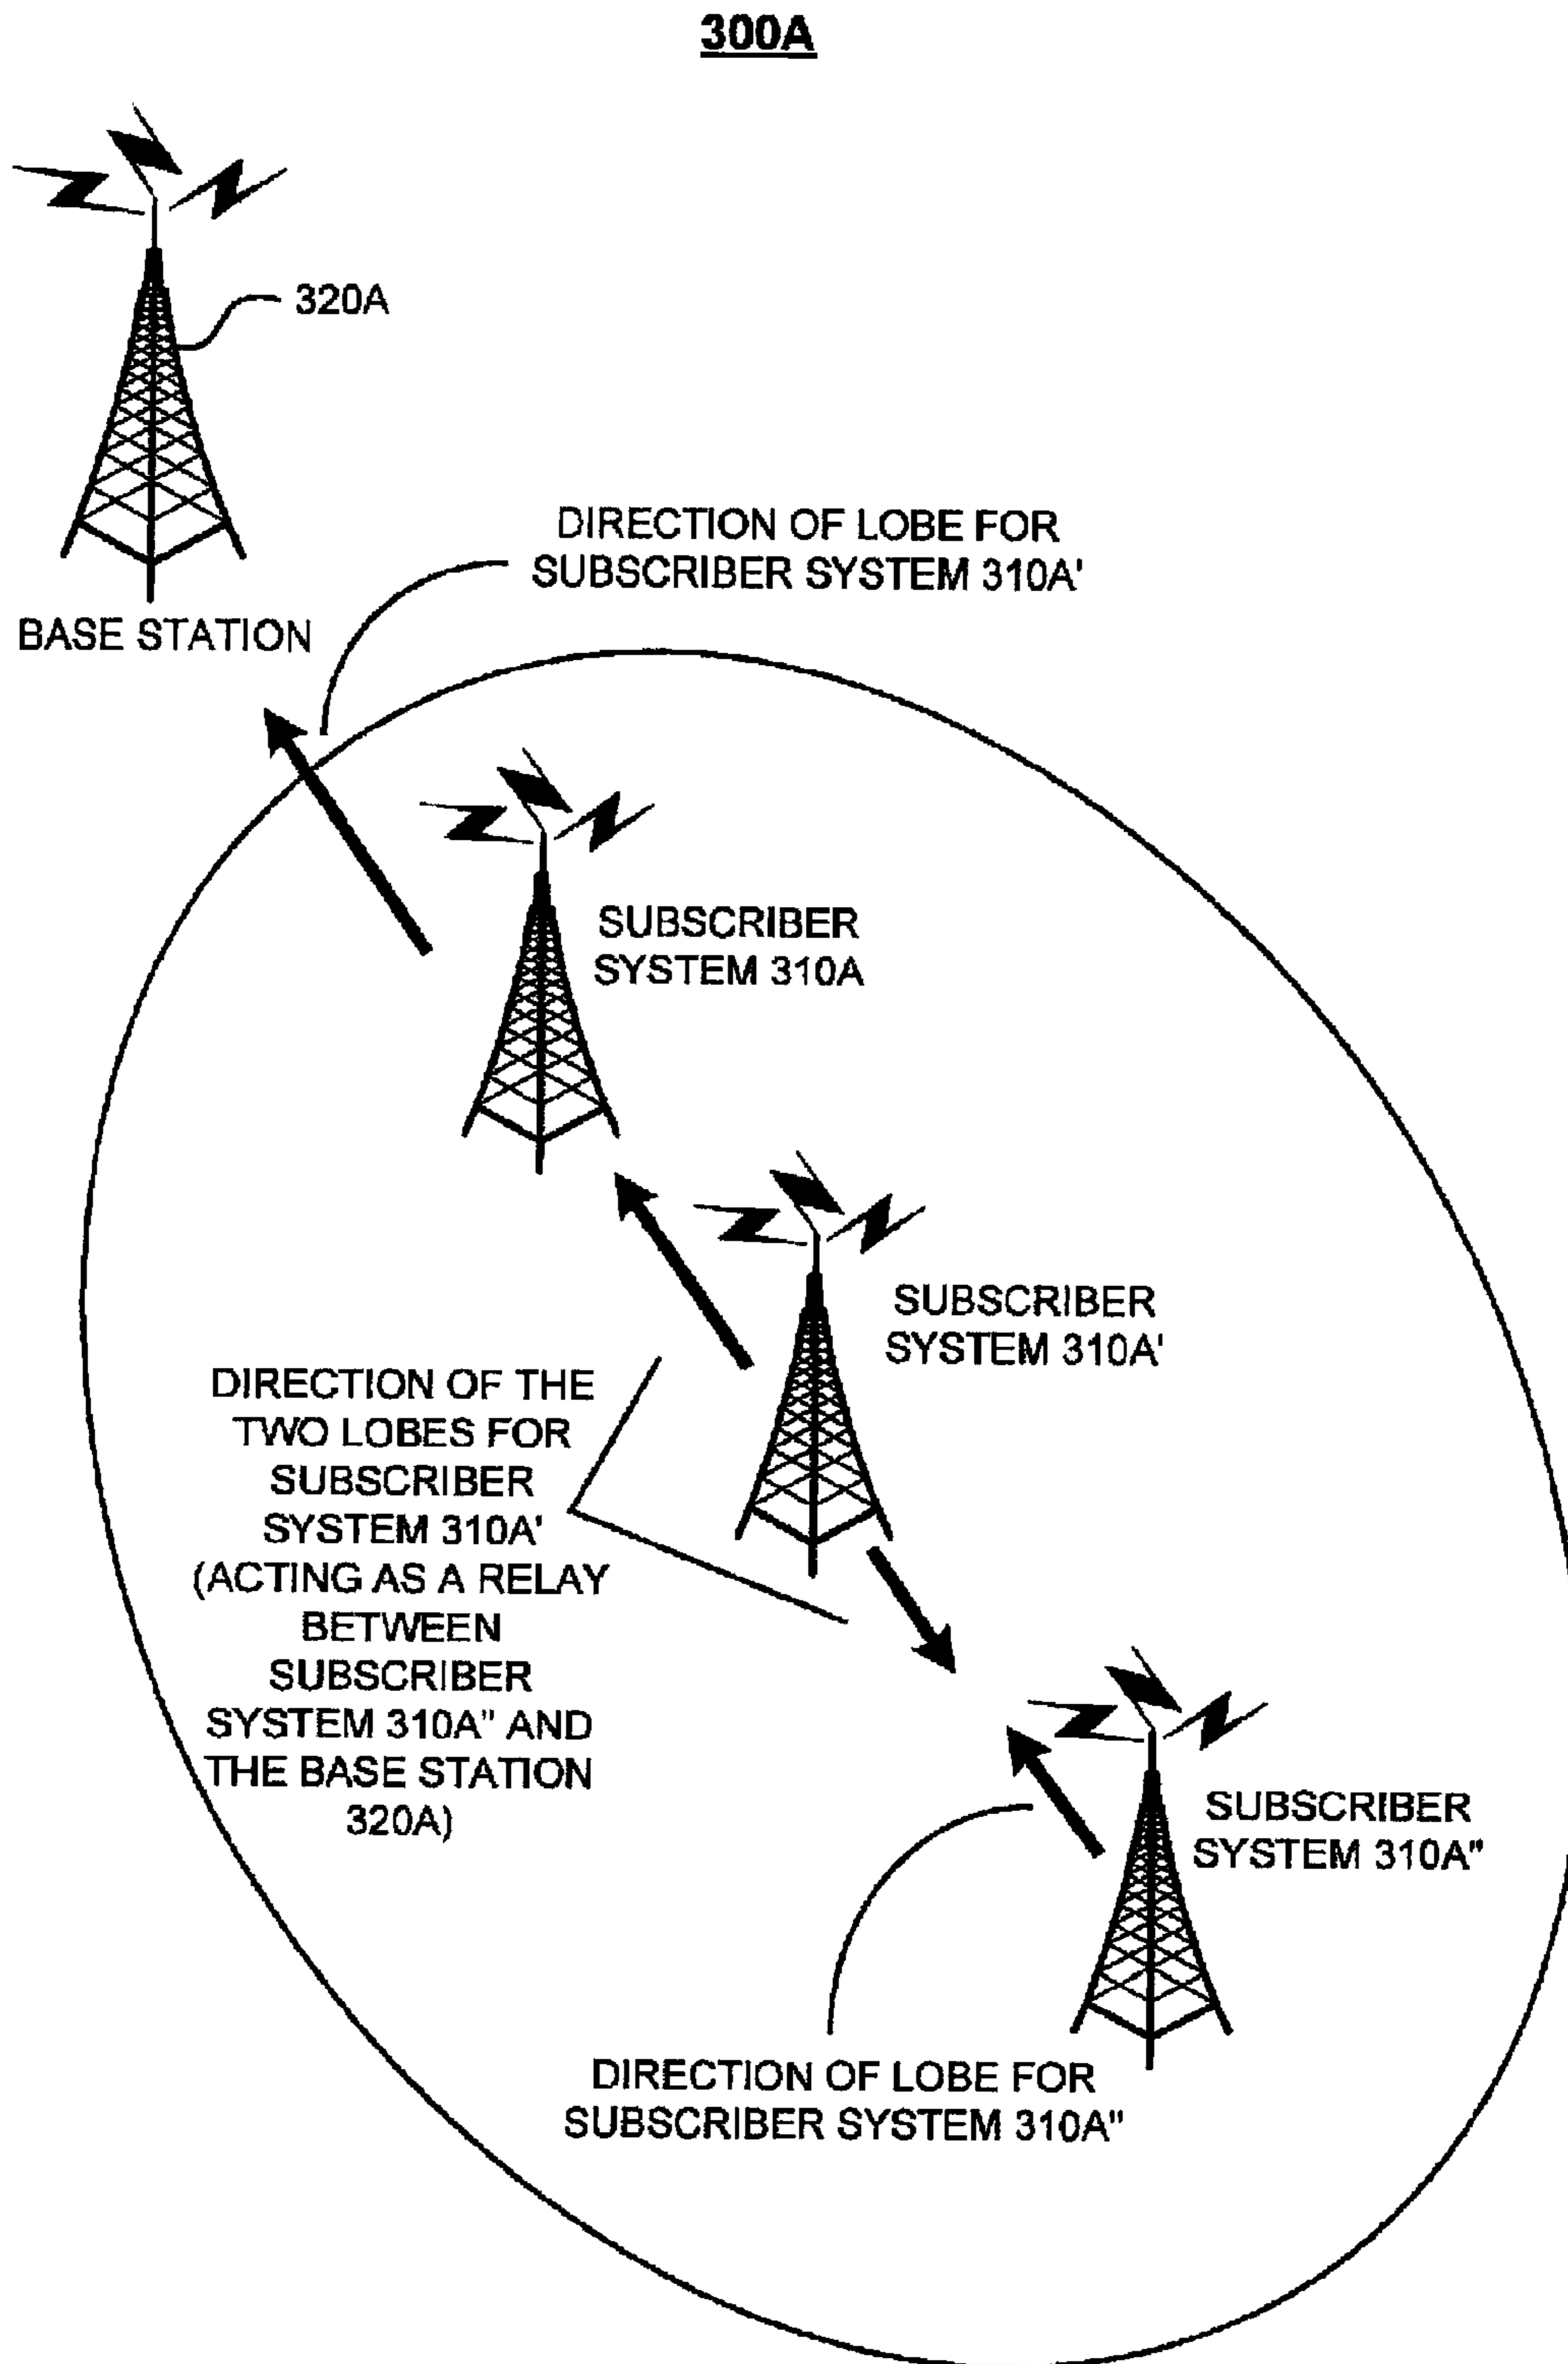 300A
320A
DIRECTION OF LOBE FOR
SUBSCRIBER SYSTEM 310A'
BASE STATION
SUBSCRIBER
SYSTEM 310A
SUBSCRIBER
SYSTEM 310A'
DIRECTION OF THE
TWO LOBES FOR
SUBSCRIBER
SYSTEM 310A'
(ACTING AS A RELAY
BETWEEN
SUBSCRIBER
SYSTEM 310A" AND
THE BASE STATION
320A)
SUBSCRIBER
SYSTEM 310A"
DIRECTION OF LOBE FOR
SUBSCRIBER SYSTEM 310A"